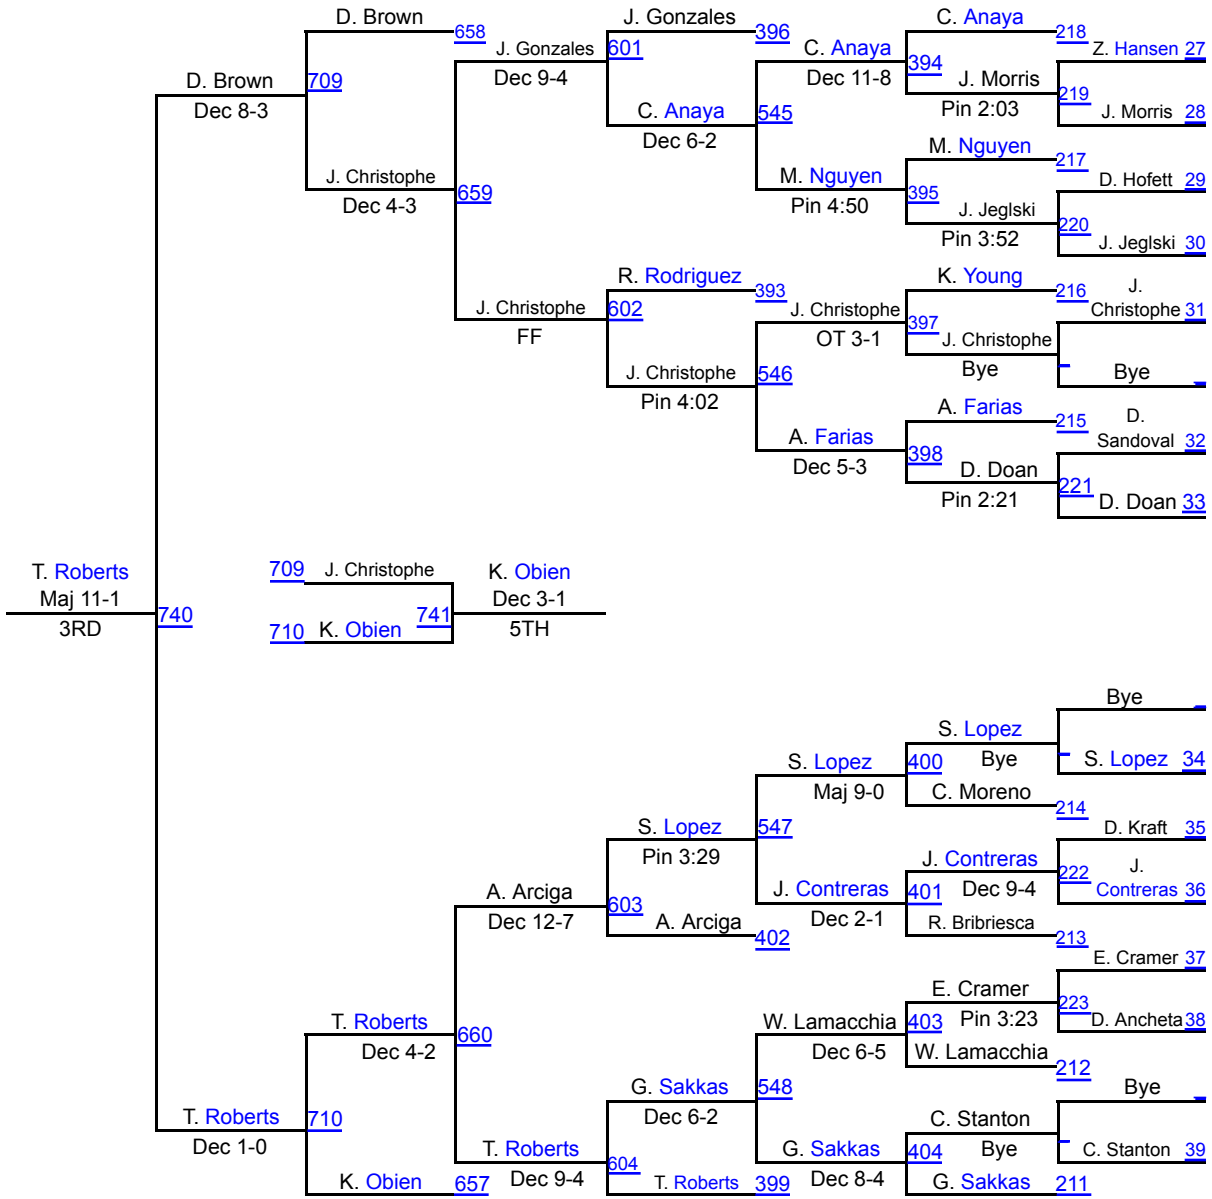 D. Brown
658
J. Gonzales
396
C. Anaya
218
Z. Hansen 27
J. Gonzales
601
C. Anaya
394
D. Brown
709
Dec 9-4
Dec 11-8
J. Morris
219
Dec 8-3
C. Anaya
545
Pin 2:03
J. Morris 28
Dec 6-2
M. Nguyen
217
J. Christophe
659
M. Nguyen
395
D. Hofett 29
Dec 4-3
Pin 4:50
J. Jeglski
220
Pin 3:52
J. Jeglski 30
R. Rodriguez
393
K. Young
216
J.
Christophe 31
J. Christophe
602
J. Christophe
397
FF
OT 3-1
J. Christophe
J. Christophe
546
Bye
Bye
Pin 4:02
A. Farias
215
D.
Sandoval 32
A. Farias
398
Dec 5-3
D. Doan
221
Pin 2:21
D. Doan 33
T. Roberts
709
J. Christophe
K. Obien
Maj 11-1
740
741
Dec 3-1
3RD
710
K. Obien
5TH
Bye
S. Lopez
S. Lopez
400
Bye
S. Lopez 34
Maj 9-0
C. Moreno
214
S. Lopez
547
D. Kraft 35
Pin 3:29
J. Contreras
222
J.
Contreras 36
A. Arciga
603
J. Contreras
401
Dec 9-4
Dec 12-7
A. Arciga
402
Dec 2-1
R. Bribriesca
213
E. Cramer 37
E. Cramer
223
T. Roberts
660
W. Lamacchia
403
Pin 3:23
D. Ancheta 38
Dec 4-2
Dec 6-5
W. Lamacchia
212
G. Sakkas
548
Bye
T. Roberts
710
Dec 6-2
C. Stanton
Dec 1-0
T. Roberts
604
G. Sakkas
404
Bye
C. Stanton 39
K. Obien
657
Dec 9-4
T. Roberts
399
Dec 8-4
G. Sakkas
211